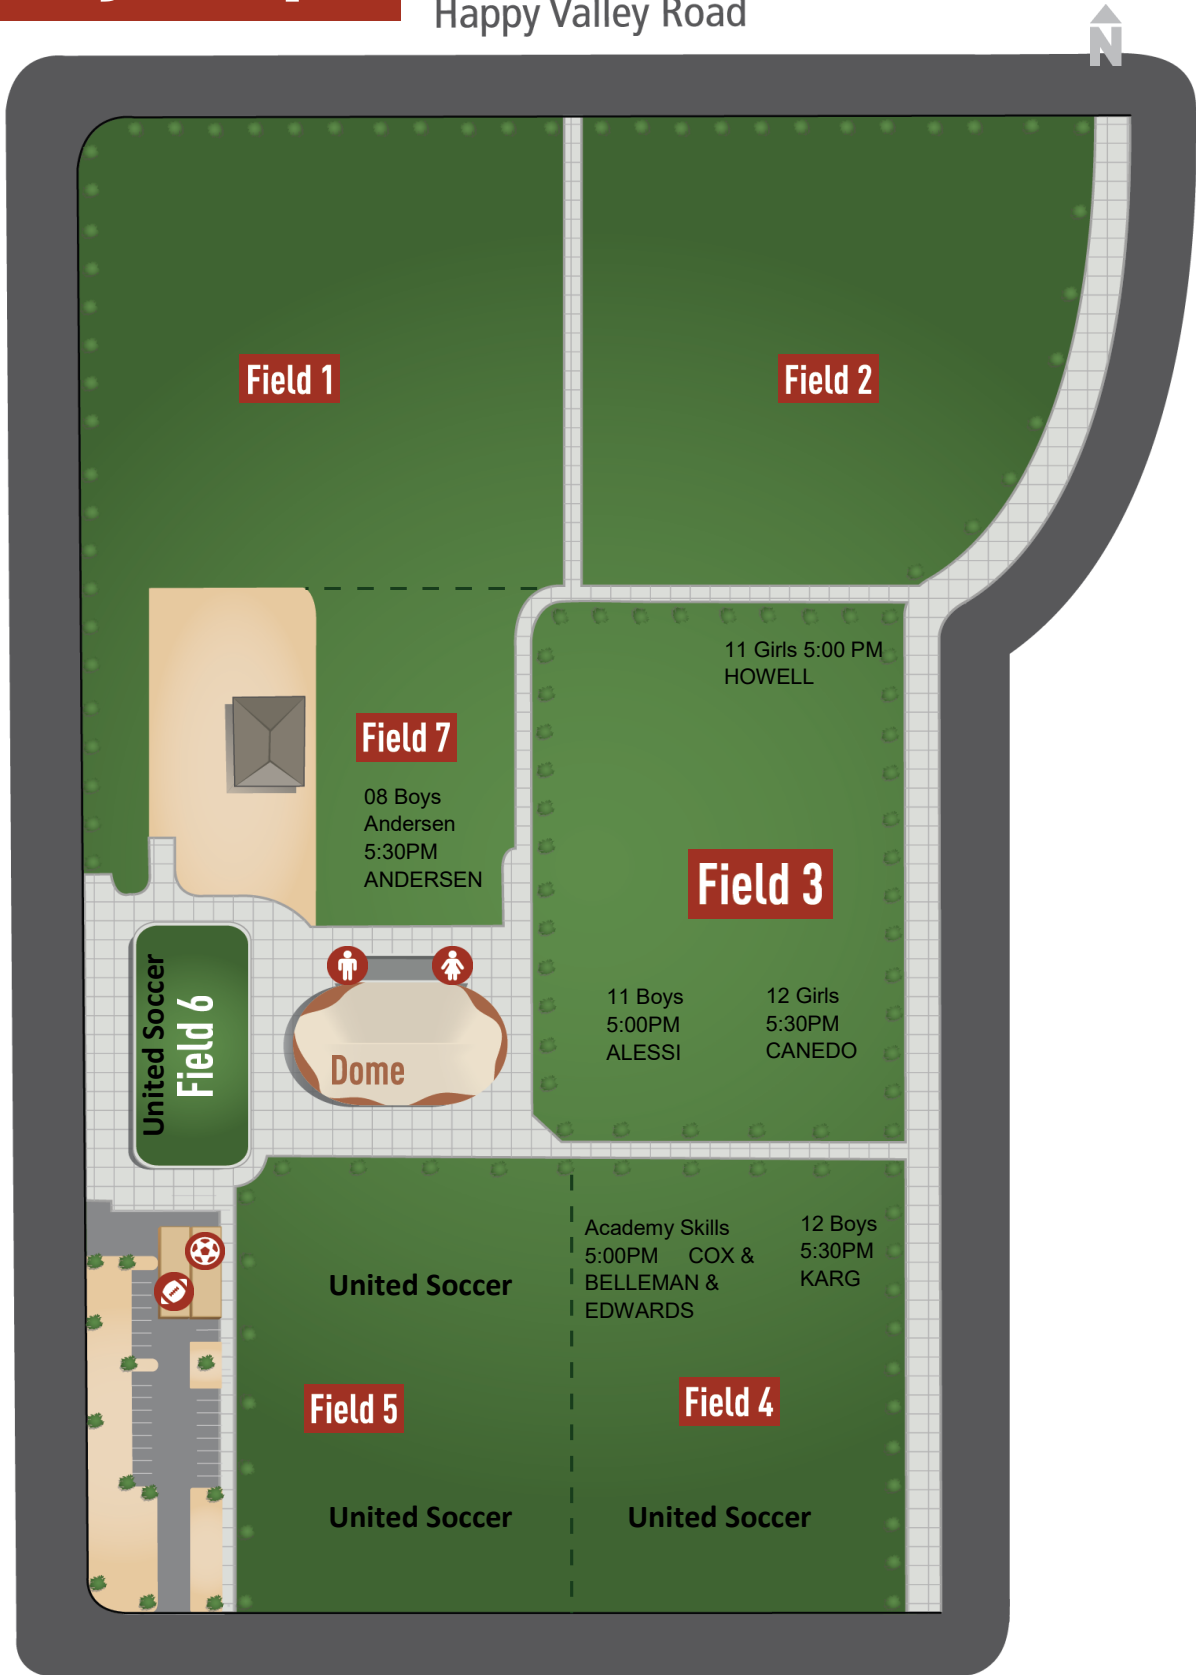 Happy Valley Road
N
Field 1
Field 2
11 Girls 5:00 PM
HOWELL
Field 7
08 Boys
Andersen
5:30PM
ANDERSEN
Field 3
United Soccer
Field 6
Dome
11 Boys
5:00PM
ALESSI
12 Girls
5:30PM
CANEDO
United Soccer
Academy Skills
5:00PM COX &
BELLEMAN &
EDWARDS
12 Boys
5:30PM
KARG
Field 5
Field 4
United Soccer
United Soccer